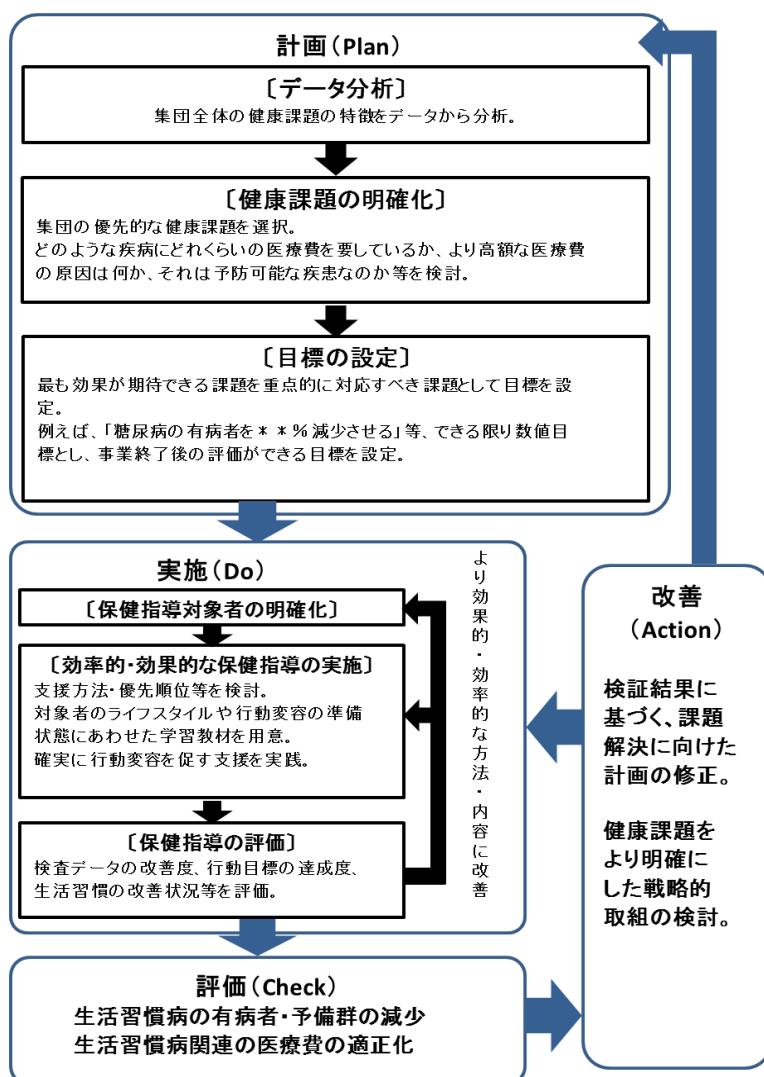 計画(Plan)
〔データ分析〕
集団全体の健康課題の特徴をデータから分析。
〔健康課題の明確化〕
集団の優先的な健康課題を選択。
どのような疾病にどれくらいの医療費を要しているか、より高額な医療費
の原因は何か、それは予防可能な疾患なのか等を検討。
〔目標の設定〕
最も効果が期待できる課題を重点的に対応すべき課題として目標を設
定。
例えば、「糖尿病の有病者を**%減少させる」等、できる限り数値目
標とし、事業終了後の評価ができる目標を設定。
実施(Do)
〔保健指導対象者の明確化〕
〔効率的・効果的な保健指導の実施〕
支援方法・優先順位等を検討。
対象者のライフスタイルや行動変容の準備
状態にあわせた学習教材を用意。
確実に行動変容を促す支援を実践。
〔保健指導の評価〕
検査データの改善度、行動目標の達成度、
生活習慣の改善状況等を評価。
より効果的・効率的な方法・内容に改善
評価(Check)
生活習慣病の有病者・予備群の減少
生活習慣病関連の医療費の適正化
改善
(Action)
検証結果に
基づく、課題
解決に向けた
計画の修正。
健康課題を
より明確に
した戦略的
取組の検討。